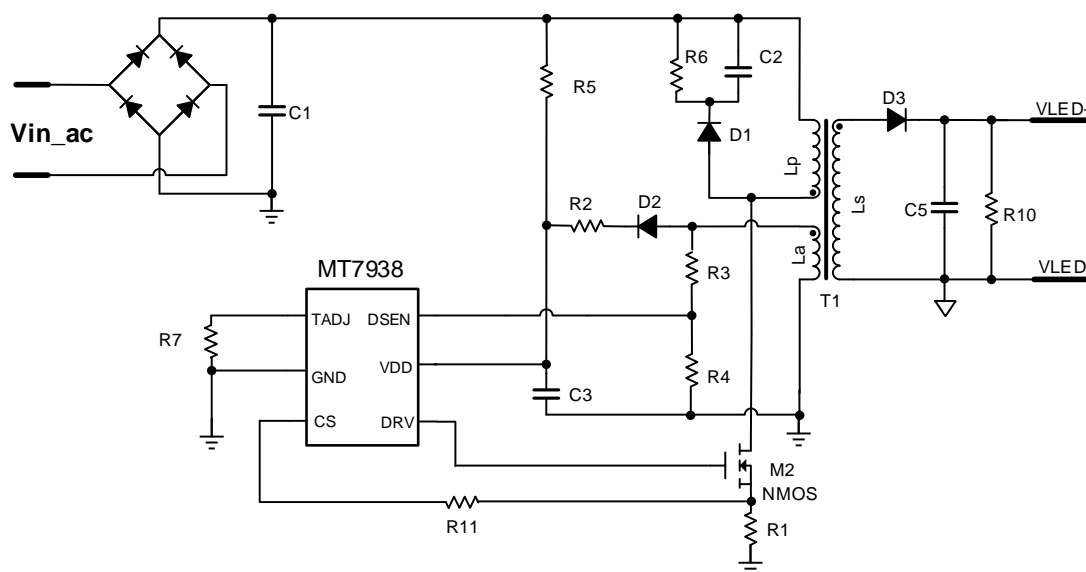 R6
C2
R5
C1
Vin_ac
D1
D3
VLED+
Lp
Ls
R2
D2
C5
R10
La
R3
VLED-
T1
MT7938
TADJ
DSEN
R7
GND
VDD
R4
C3
CS
DRV
M2
NMOS
R11
R1